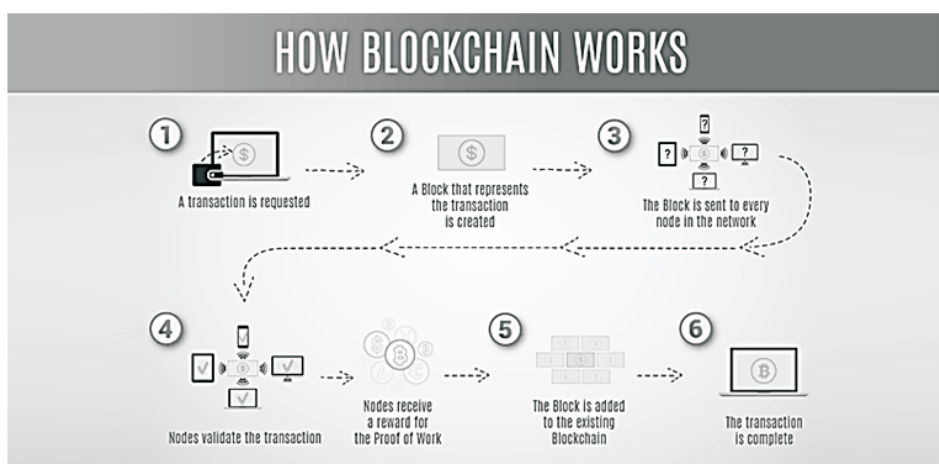 HOW BLOCKCHAIN WORKS
1
A transaction is requested
2
$
A Block that represents
the transaction
is created
3
?
?
?
?
The Block is sent to every
node in the network
4
Nodes validate the transaction
Nodes receive
a reward for
the Proof of Work
5
The Block is added
to the existing
Blockchain
6
The transaction
is complete